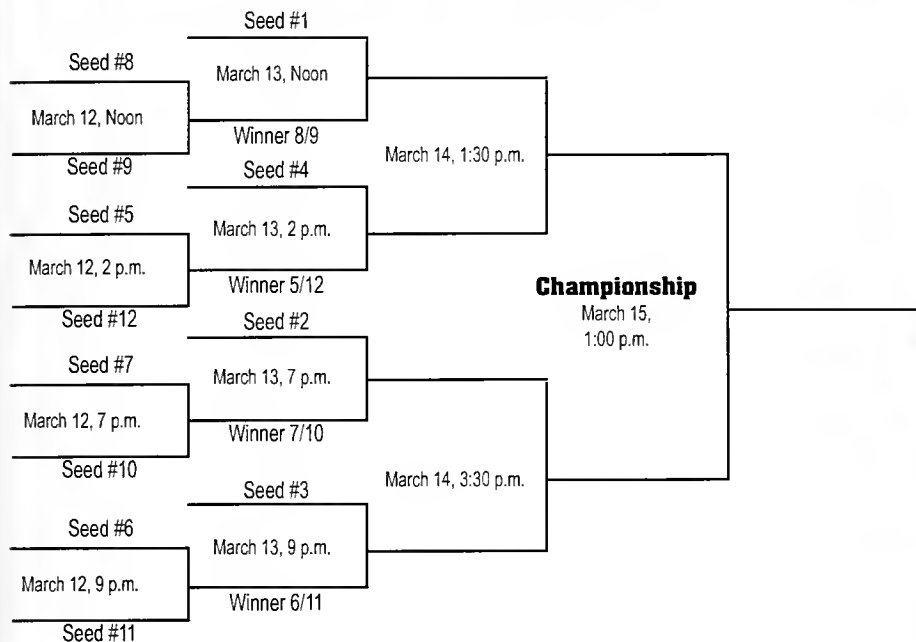 Seed #1
Seed #8
March 13, Noon
March 12, Noon
Winner 8/9
Seed #9
March 14, 1:30 p.m.
Seed #4
Seed #5
March 13, 2 p.m.
March 12, 2 p.m.
Winner 5/12
Seed #12
Championship
March 15,
1:00 p.m.
Seed #2
Seed #7
March 13, 7 p.m.
March 12, 7 p.m.
Winner 7/10
Seed #10
March 14, 3:30 p.m.
Seed #3
Seed #6
March 13, 9 p.m.
March 12, 9 p.m.
Winner 6/11
Seed #11